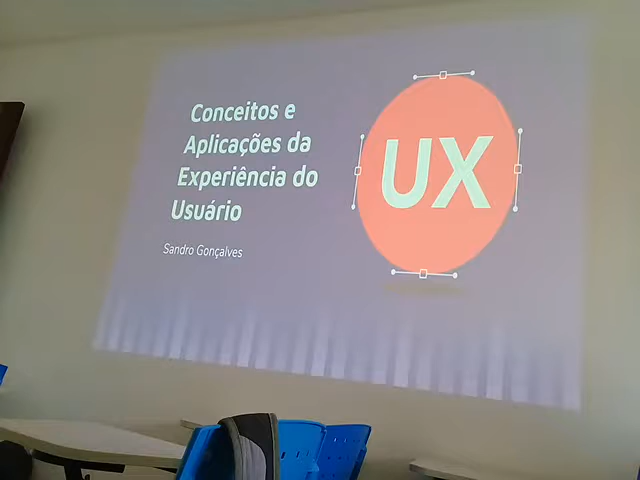 Conceitos e
Aplicações da
Experiência do
Usuário
Sandro Gonçalves
UX